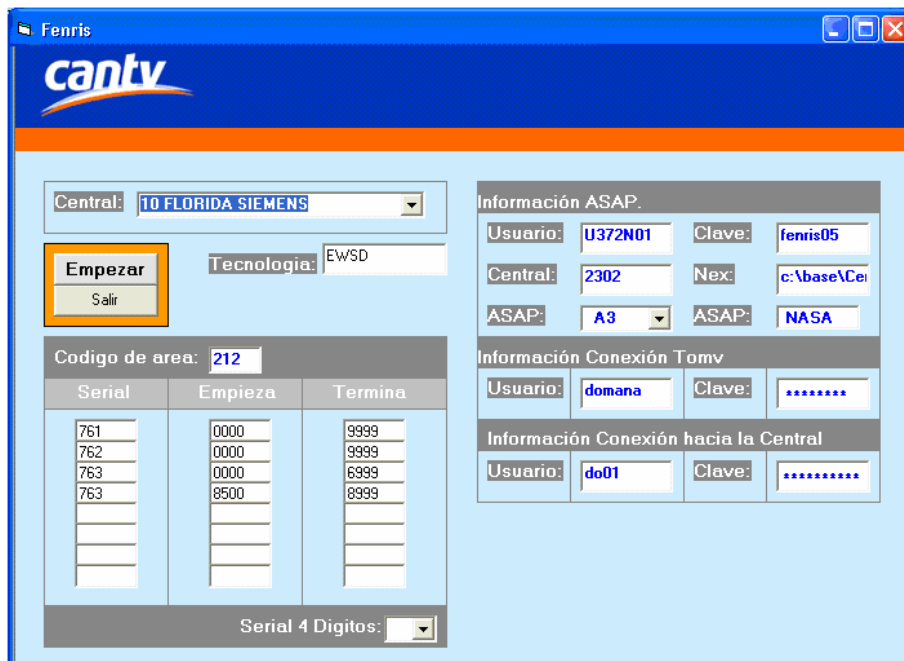 Fenris
cantv
Central: 10 FLORIDA SIEMENS
Empezar
Salir
Tecnologia: EWSD
Codigo de area: 212
Serial Empieza Termina
761 0000 9999
762 0000 9999
763 0000 6999
763 8500 8999
Serial 4 Digitos:
Información ASAP.
Usuario: U372N01 Clave: fenris05
Central: 2302 Nex: c:\base\Cei
ASAP: A3 ASAP: NASA
Información Conexión Tomv
Usuario: domana Clave: ********
Información Conexión hacia la Central
Usuario: do01 Clave: **********